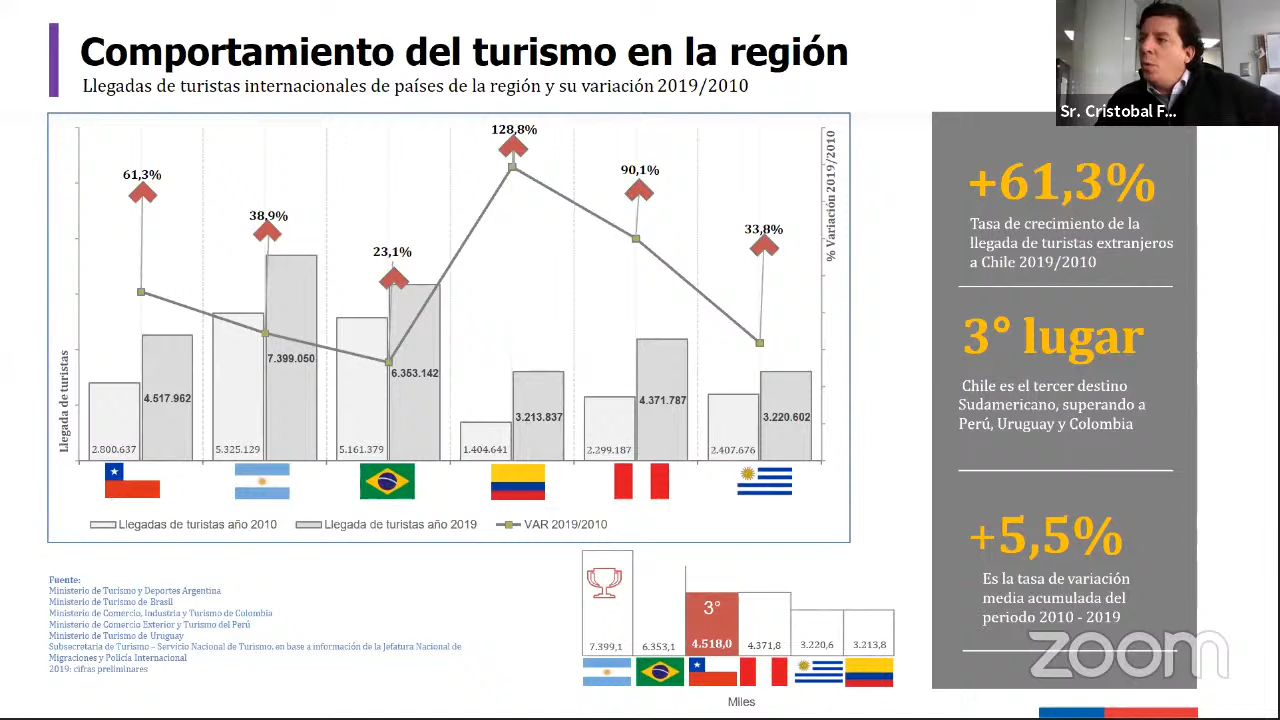 Comportamiento del turismo en la región
Llegadas de turistas internacionales de países de la región y su variación 2019/2010
Sr. Cristobal F...
Llegada de turistas
% Variación 2019/2010
61,3%
38,9%
23,1%
128,8%
90,1%
33,8%
2.800.637
4.517.962
5.325.129
7.399.050
5.161.379
6.353.142
1.404.641
3.213.837
2.299.187
4.371.787
2.407.676
3.220.602
Llegadas de turistas año 2010
Llegada de turistas año 2019
VAR 2019/2010
+61,3%
Tasa de crecimiento de la
llegada de turistas extranjeros
a Chile 2019/2010
3° lugar
Chile es el tercer destino
Sudamericano, superando a
Perú, Uruguay y Colombia
+5,5%
Es la tasa de variación
media acumulada del
periodo 2010 - 2019
zoom
Fuente:
Ministerio de Turismo y Deportes Argentina
Ministerio de Turismo de Brasil
Ministerio de Comercio, Industria y Turismo de Colombia
Ministerio de Comercio Exterior y Turismo del Perú
Ministerio de Turismo de Uruguay
Subsecretaria de Turismo – Servicio Nacional de Turismo, en base a información de la Jefatura Nacional de
Migraciones y Policía Internacional
2019: cifras preliminares
3°
7.399,1
6.353,1
4.518,0
4.371,8
3.220,6
3.213,8
Miles